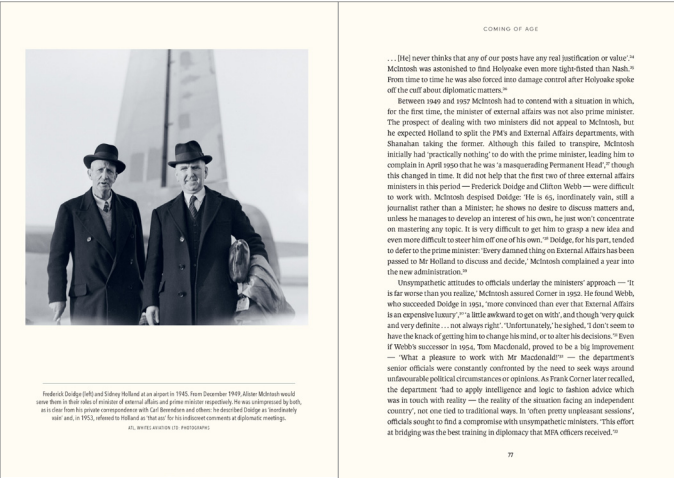 Frederick Doidge (left) and Sidney Holland at an airport in 1945. From December 1949, Alister McIntosh would
serve them in their roles of minister of external affairs and prime minister respectively. He was unimpressed by both,
as is clear from his private correspondence with Carl Berendsen and others: he described Doidge as 'inordinately
vain' and, in 1953, referred to Holland as 'that ass' for his indiscreet comments at diplomatic meetings.
ATL, WHITES AVIATION LTD: PHOTOGRAPHS
COMING OF AGE
. . . [He] never thinks that any of our posts have any real justification or value'.²⁴
McIntosh was astonished to find Holyoake even more tight-fisted than Nash.²⁵
From time to time he was also forced into damage control after Holyoake spoke
off the cuff about diplomatic matters.²⁶
Between 1949 and 1957 McIntosh had to contend with a situation in which,
for the first time, the minister of external affairs was not also prime minister.
The prospect of dealing with two ministers did not appeal to McIntosh, but
he expected Holland to split the PM's and External Affairs departments, with
Shanahan taking the former. Although this failed to transpire, McIntosh
initially had 'practically nothing' to do with the prime minister, leading him to
complain in April 1950 that he was 'a masquerading Permanent Head',²⁷ though
this changed in time. It did not help that the first two of three external affairs
ministers in this period — Frederick Doidge and Clifton Webb — were difficult
to work with. McIntosh despised Doidge: 'He is 65, inordinately vain, still a
journalist rather than a Minister; he shows no desire to discuss matters and,
unless he manages to develop an interest of his own, he just won't concentrate
on mastering any topic. It is very difficult to get him to grasp a new idea and
even more difficult to steer him off one of his own.'²⁸ Doidge, for his part, tended
to defer to the prime minister: 'Every damned thing on External Affairs has been
passed to Mr Holland to discuss and decide,' McIntosh complained a year into
the new administration.²⁹
Unsympathetic attitudes to officials underlay the ministers' approach — 'It
is far worse than you realize,' McIntosh assured Corner in 1952. He found Webb,
who succeeded Doidge in 1951, 'more convinced than ever that External Affairs
is an expensive luxury',³⁰ 'a little awkward to get on with', and though 'very quick
and very definite . . . not always right'. 'Unfortunately,' he sighed, 'I don't seem to
have the knack of getting him to change his mind, or to alter his decisions.'³¹ Even
if Webb's successor in 1954, Tom Macdonald, proved to be a big improvement
— 'What a pleasure to work with Mr Macdonald!'³² — the department's
senior officials were constantly confronted by the need to seek ways around
unfavourable political circumstances or opinions. As Frank Corner later recalled,
the department 'had to apply intelligence and logic to fashion advice which
was in touch with reality — the reality of the situation facing an independent
country', not one tied to traditional ways. In 'often pretty unpleasant sessions',
officials sought to find a compromise with unsympathetic ministers. 'This effort
at bridging was the best training in diplomacy that MFA officers received.'³³
77